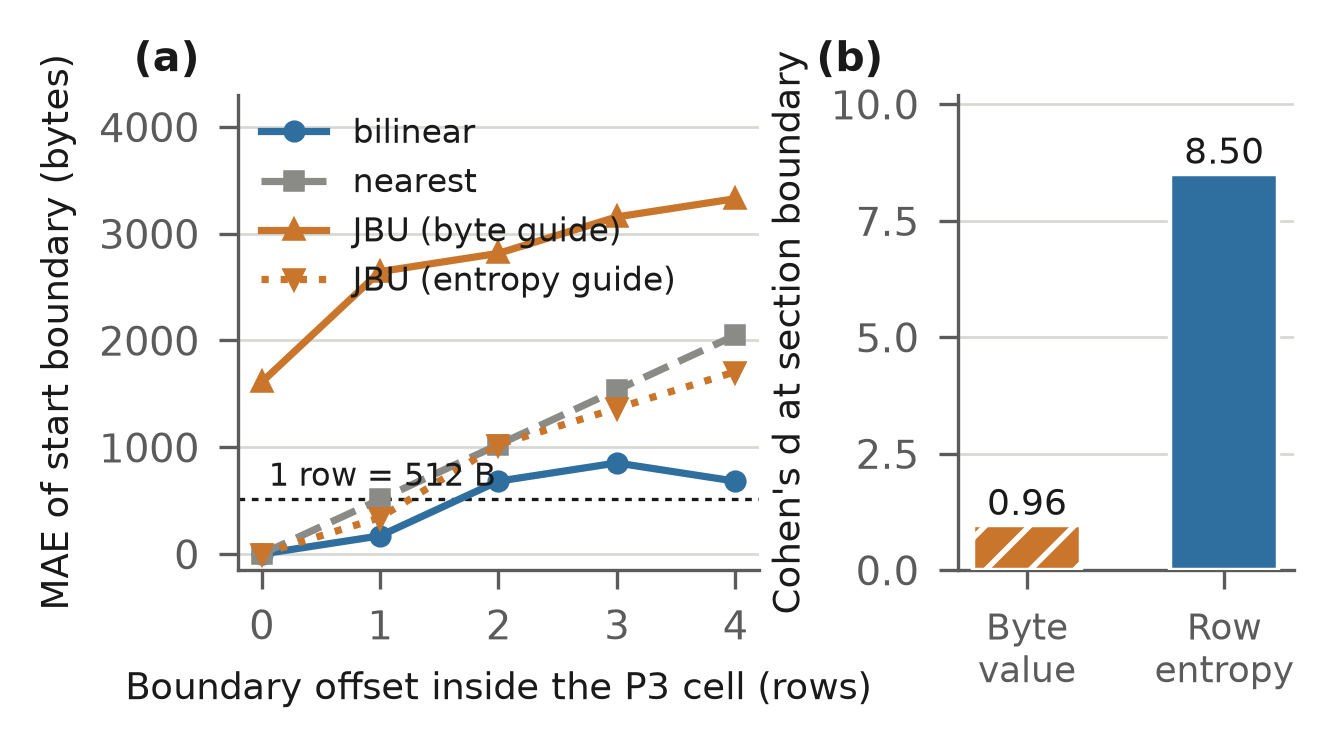 (a)
MAE of start boundary (bytes)
4000
3000
2000
1000
0
bilinear
nearest
JBU (byte guide)
JBU (entropy guide)
1 row = 512 B
0 1 2 3 4
Boundary offset inside the P3 cell (rows)
(b)
Cohen's d at section boundary
10.0
7.5
5.0
2.5
0.0
0.96
8.50
Byte
value
Row
entropy